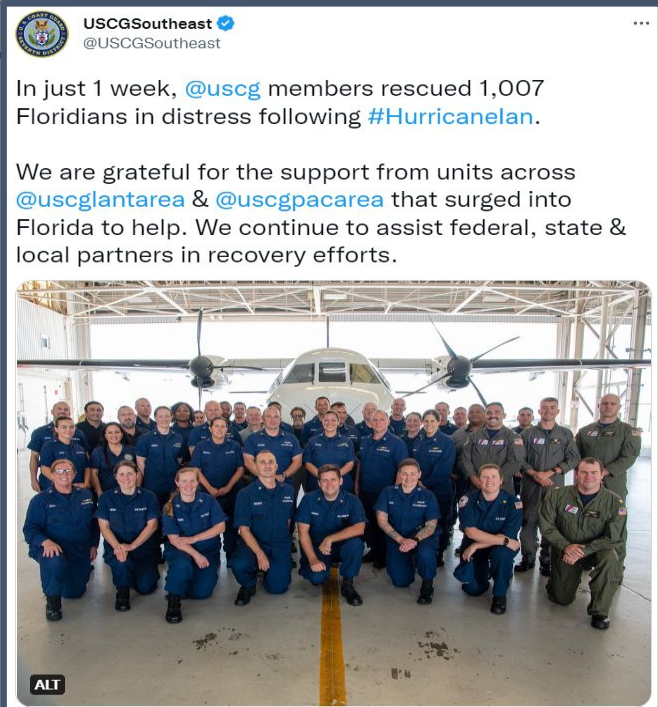 USCGSoutheast
@USCGSoutheast
In just 1 week, @uscg members rescued 1,007
Floridians in distress following #HurricaneIan.
We are grateful for the support from units across
@uscglantarea & @uscgpacarea that surged into
Florida to help. We continue to assist federal, state &
local partners in recovery efforts.
ALT